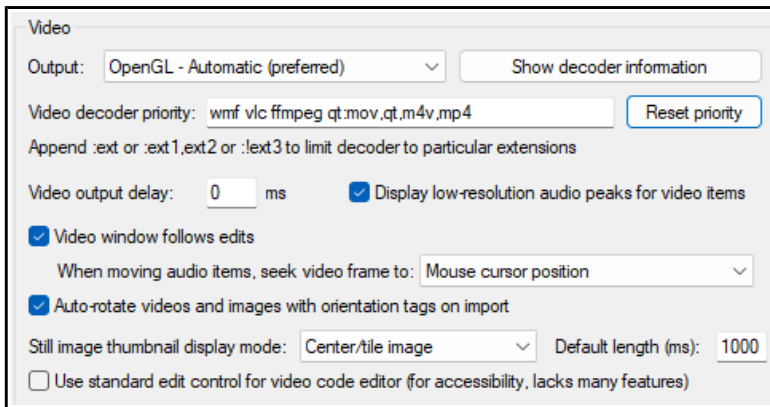 Video
Output: OpenGL - Automatic (preferred) Show decoder information
Video decoder priority: wmf vlc ffmpeg qt:mov,qt,m4v,mp4 Reset priority
Append :ext or :ext1,ext2 or :!ext3 to limit decoder to particular extensions
Video output delay: 0 ms Display low-resolution audio peaks for video items
Video window follows edits
When moving audio items, seek video frame to: Mouse cursor position
Auto-rotate videos and images with orientation tags on import
Still image thumbnail display mode: Center/tile image Default length (ms): 1000
Use standard edit control for video code editor (for accessibility, lacks many features)